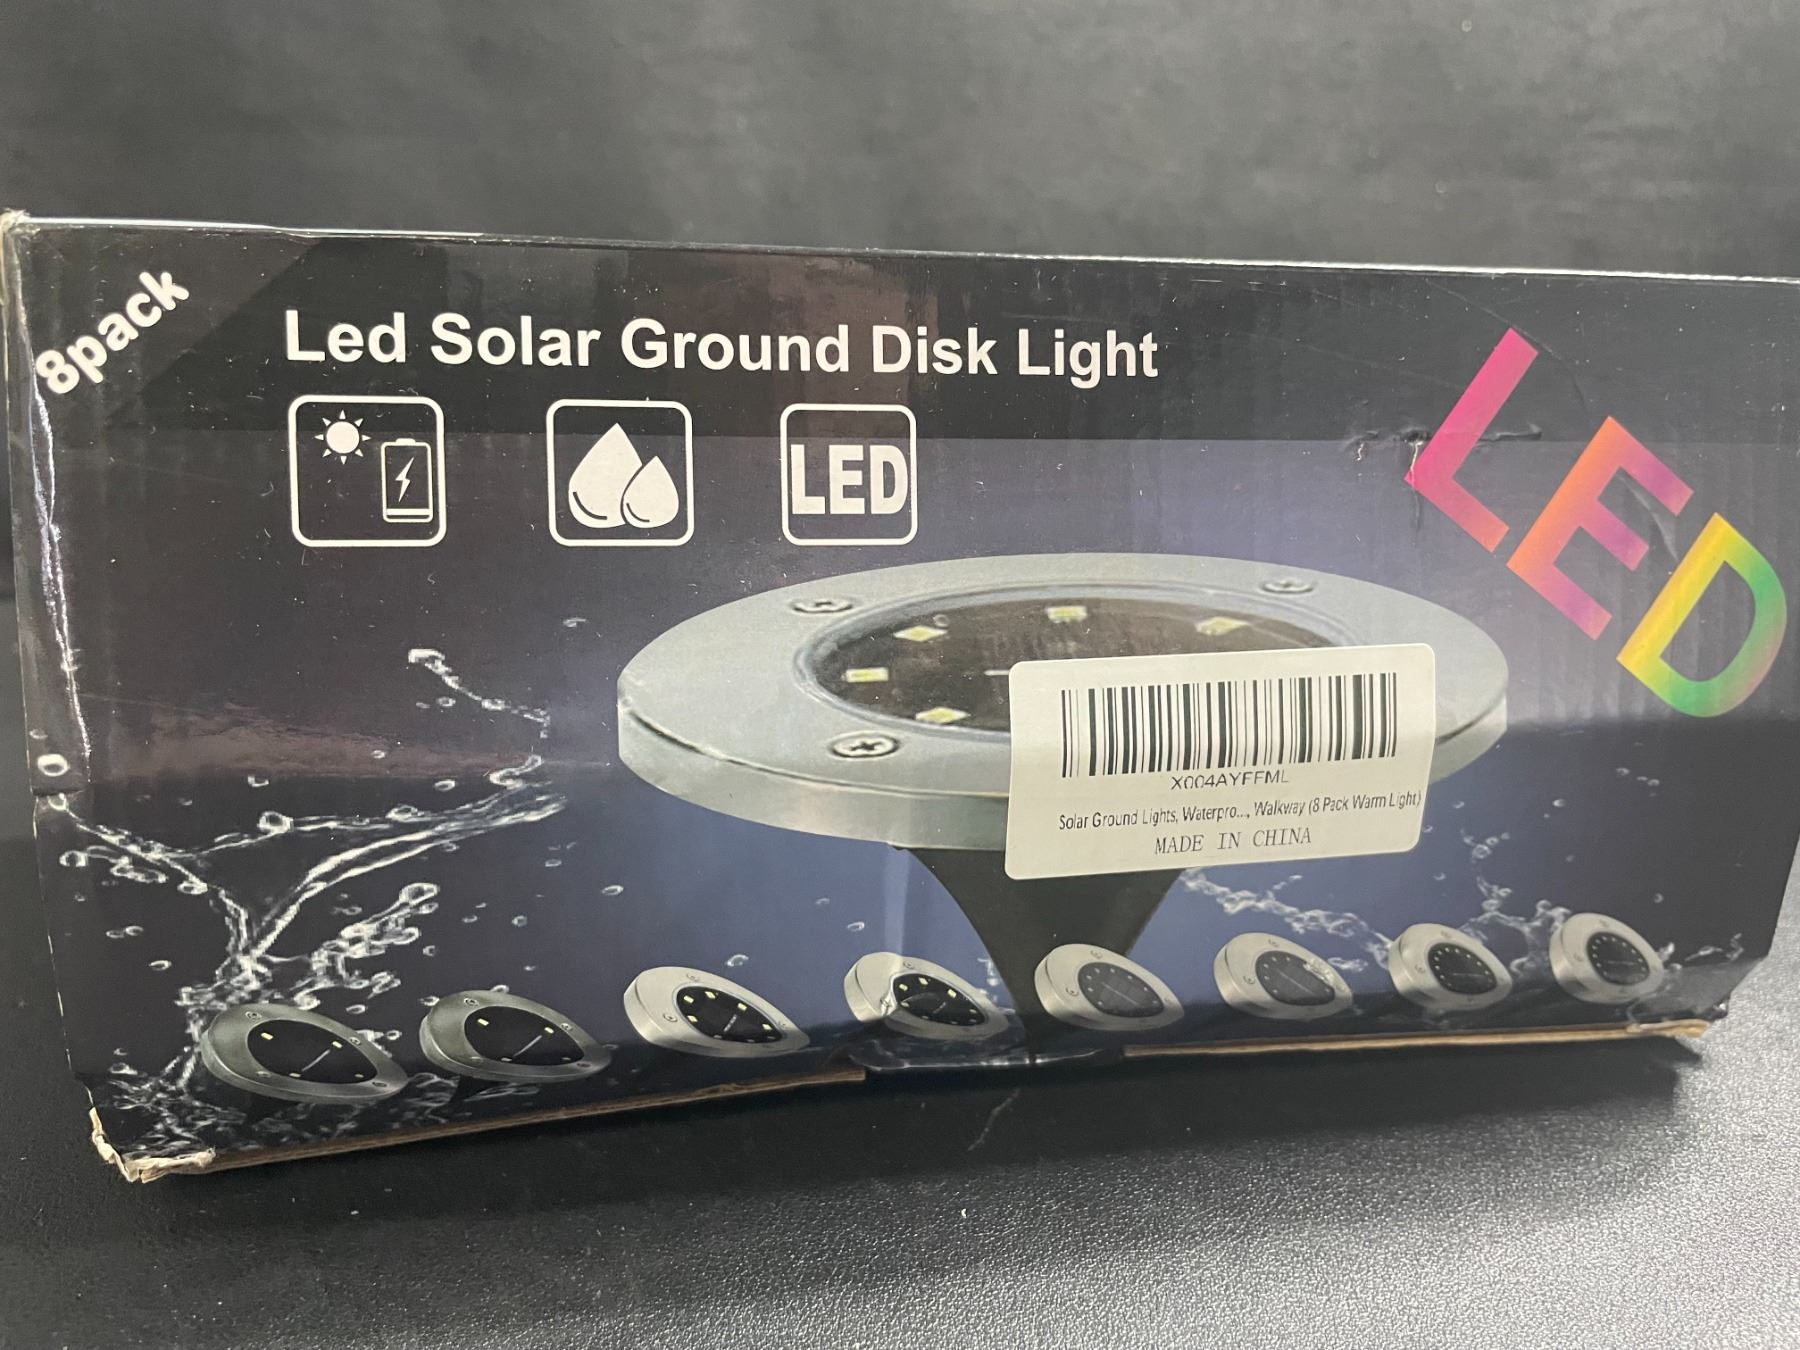 8pack
Led Solar Ground Disk Light
LED
LED
X004AYFFML
Solar Ground Lights, Waterpro..., Walkway (8 Pack Warm Light)
MADE IN CHINA